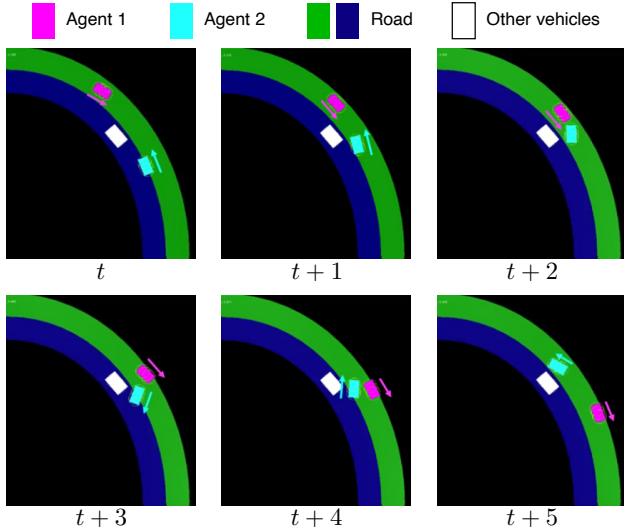 Agent 1 Agent 2 Road Other vehicles
t t + 1 t + 2
t + 3 t + 4 t + 5